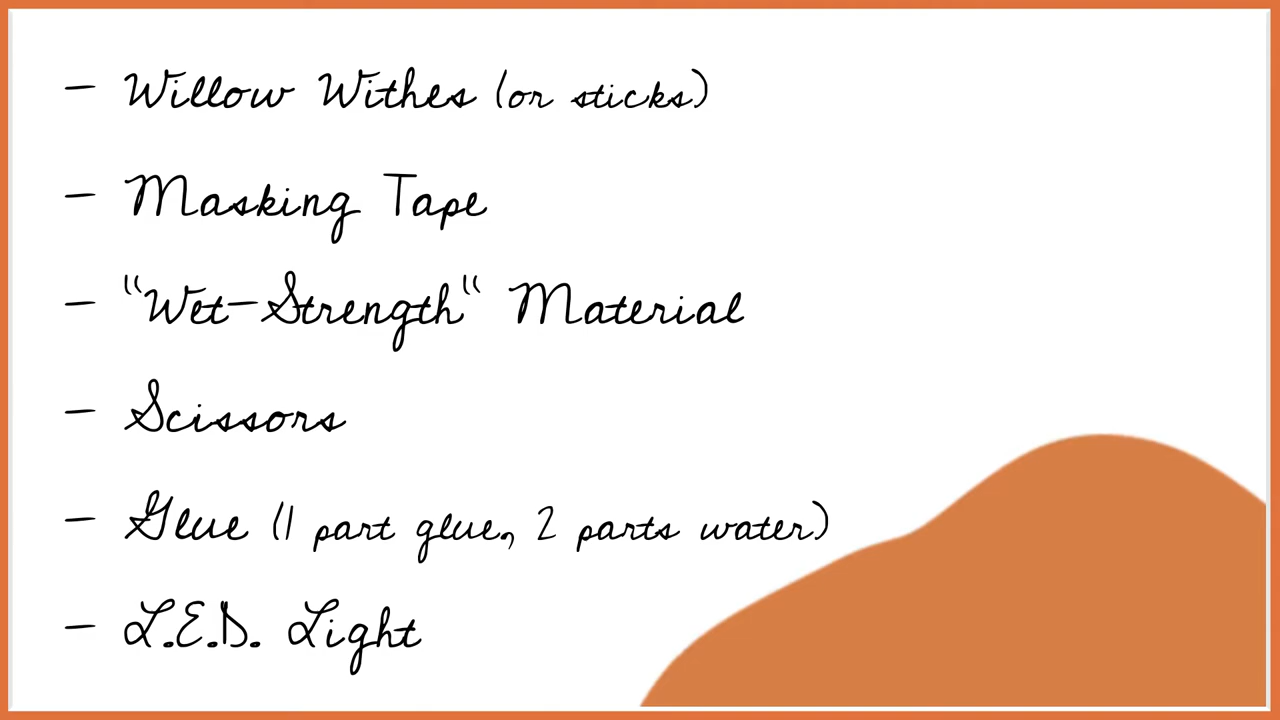 - Willow Withes (or sticks)
- Masking Tape
- "Wet-Strength" Material
- Scissors
- Glue (1 part glue, 2 parts water)
- L.E.D. Light